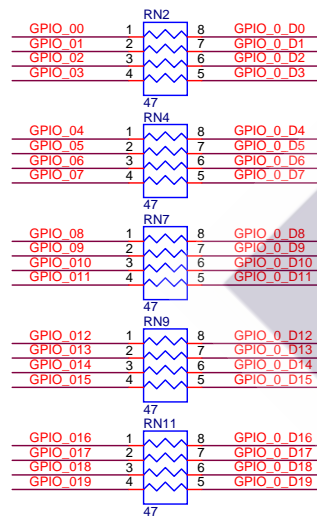 RN2
GPIO_00 1 8 GPIO_0_D0
GPIO_01 2 7 GPIO_0_D1
GPIO_02 3 6 GPIO_0_D2
GPIO_03 4 5 GPIO_0_D3
47
RN4
GPIO_04 1 8 GPIO_0_D4
GPIO_05 2 7 GPIO_0_D5
GPIO_06 3 6 GPIO_0_D6
GPIO_07 4 5 GPIO_0_D7
47
RN7
GPIO_08 1 8 GPIO_0_D8
GPIO_09 2 7 GPIO_0_D9
GPIO_010 3 6 GPIO_0_D10
GPIO_011 4 5 GPIO_0_D11
47
RN9
GPIO_012 1 8 GPIO_0_D12
GPIO_013 2 7 GPIO_0_D13
GPIO_014 3 6 GPIO_0_D14
GPIO_015 4 5 GPIO_0_D15
47
RN11
GPIO_016 1 8 GPIO_0_D16
GPIO_017 2 7 GPIO_0_D17
GPIO_018 3 6 GPIO_0_D18
GPIO_019 4 5 GPIO_0_D19
47